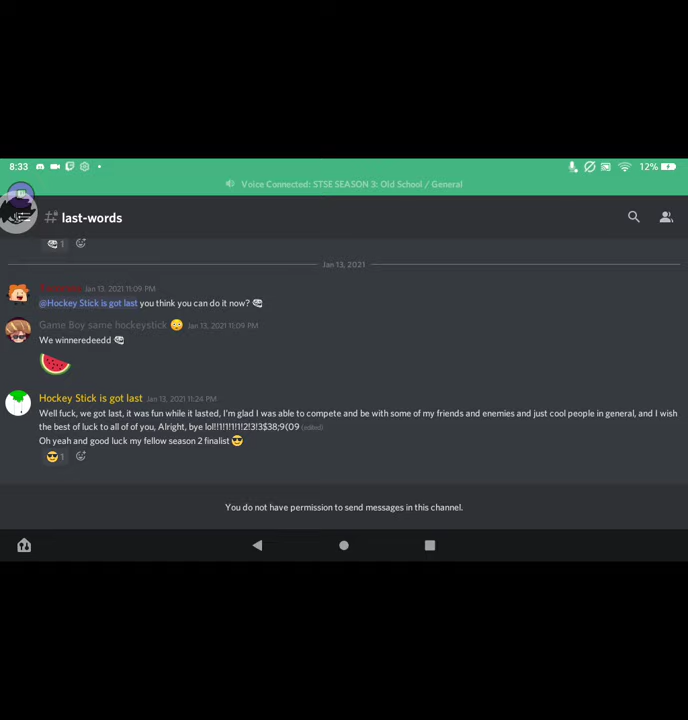 8:33
12%
Voice Connected: STSE SEASON 3: Old School / General
last-words
1
Jan 13, 2021
Jan 13, 2021 11:09 PM
@Hockey Stick is got last you think you can do it now?
Game Boy same hockeystick 😳 Jan 13, 2021 11:09 PM
We winneredeedd
Hockey Stick is got last Jan 13, 2021 11:24 PM
Well fuck, we got last, it was fun while it lasted, I'm glad I was able to compete and be with some of my friends and enemies and just cool people in general, and I wish
the best of luck to all of of you, Alright, bye lol!!1!1!1!1!2!3!3$38;9(09 (edited)
Oh yeah and good luck my fellow season 2 finalist 😎
😎 1
You do not have permission to send messages in this channel.